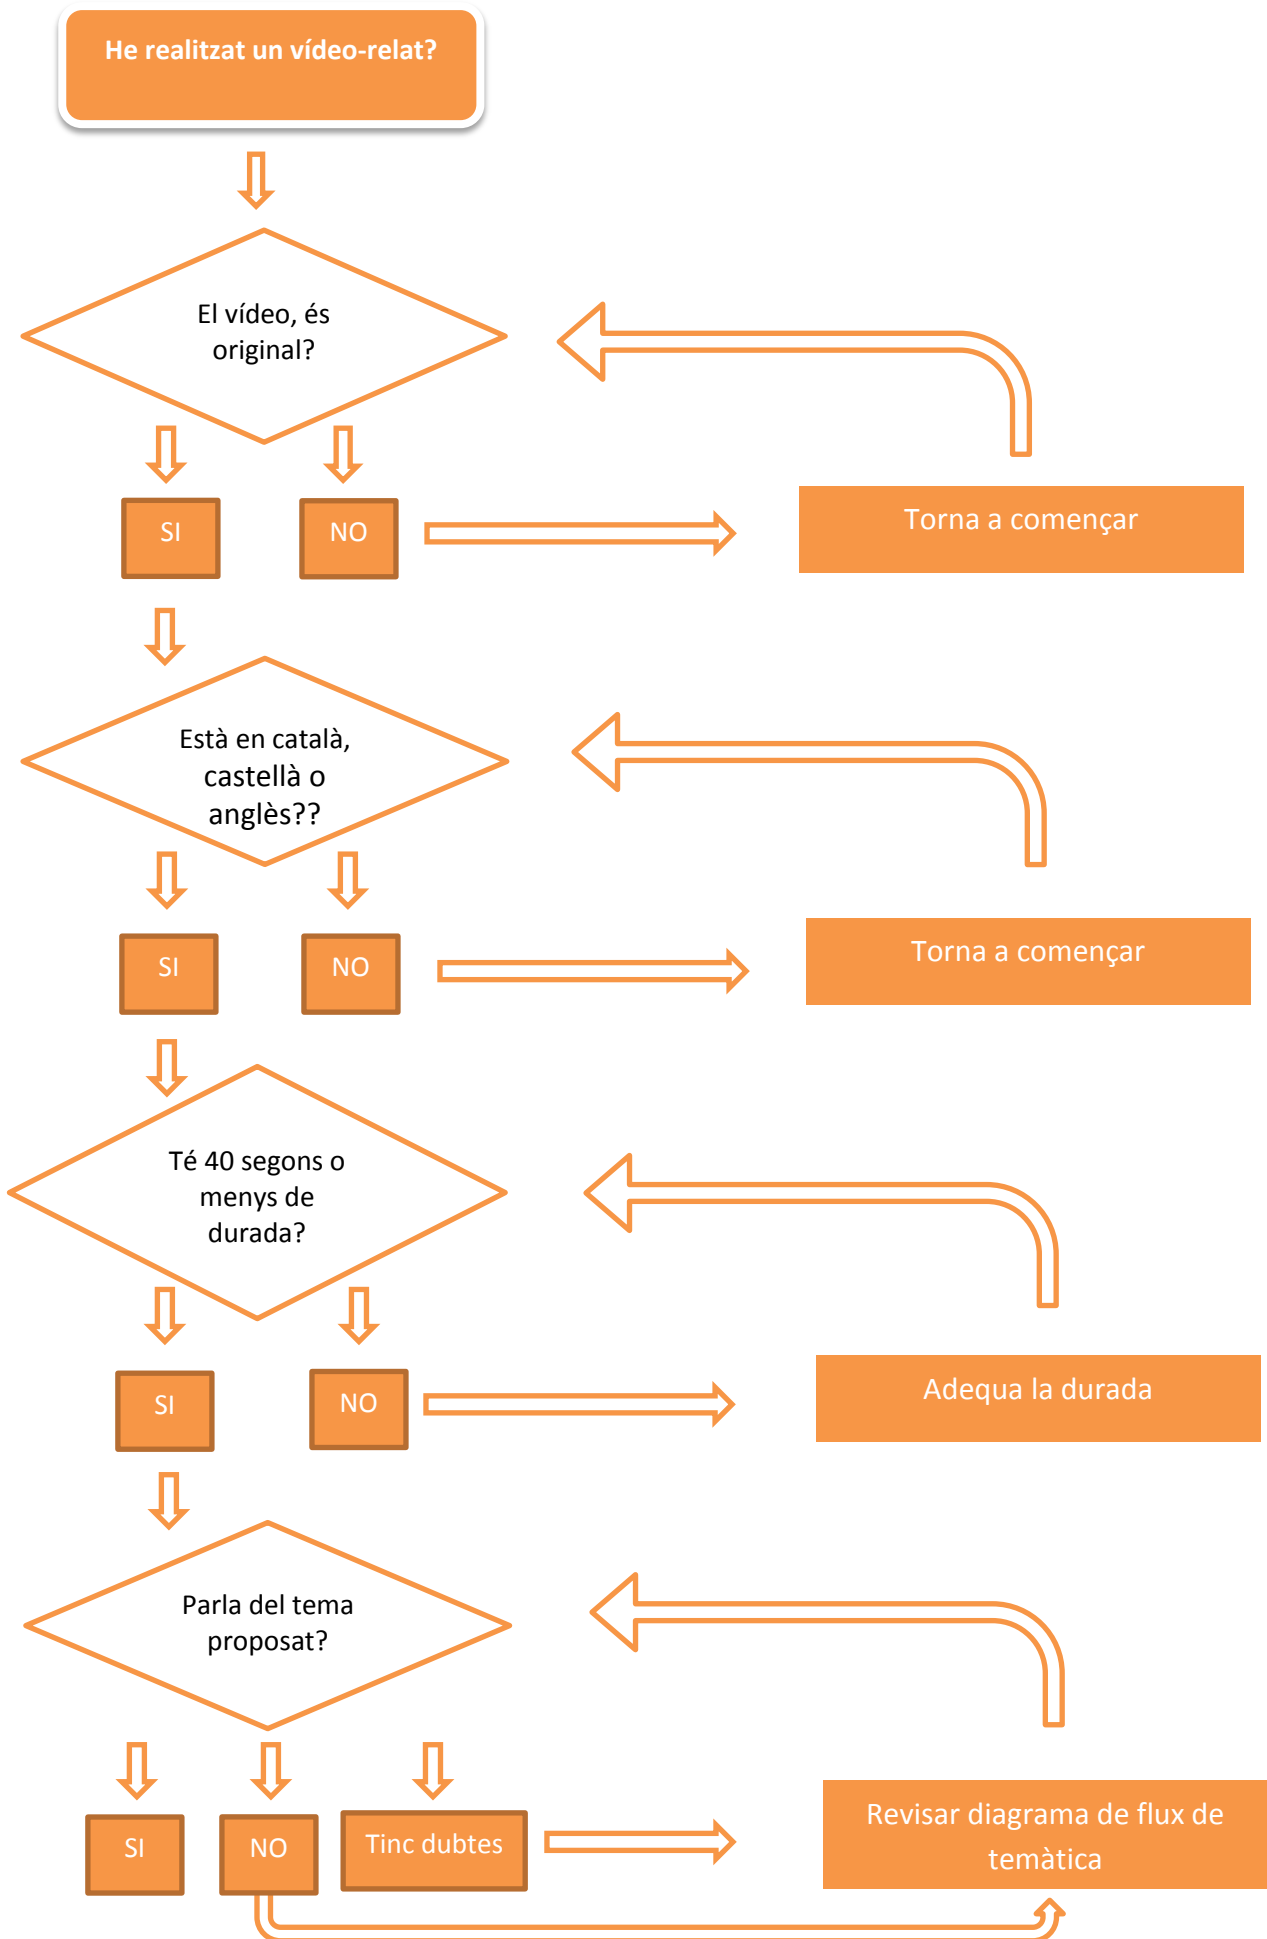 He realitzat un vídeo-relat?
El vídeo, és
original?
SI
NO
Torna a començar
Està en català,
castellà o
anglès??
SI
NO
Torna a començar
Té 40 segons o
menys de
durada?
SI
NO
Adequa la durada
Parla del tema
proposat?
SI
NO
Tinc dubtes
Revisar diagrama de flux de
temàtica